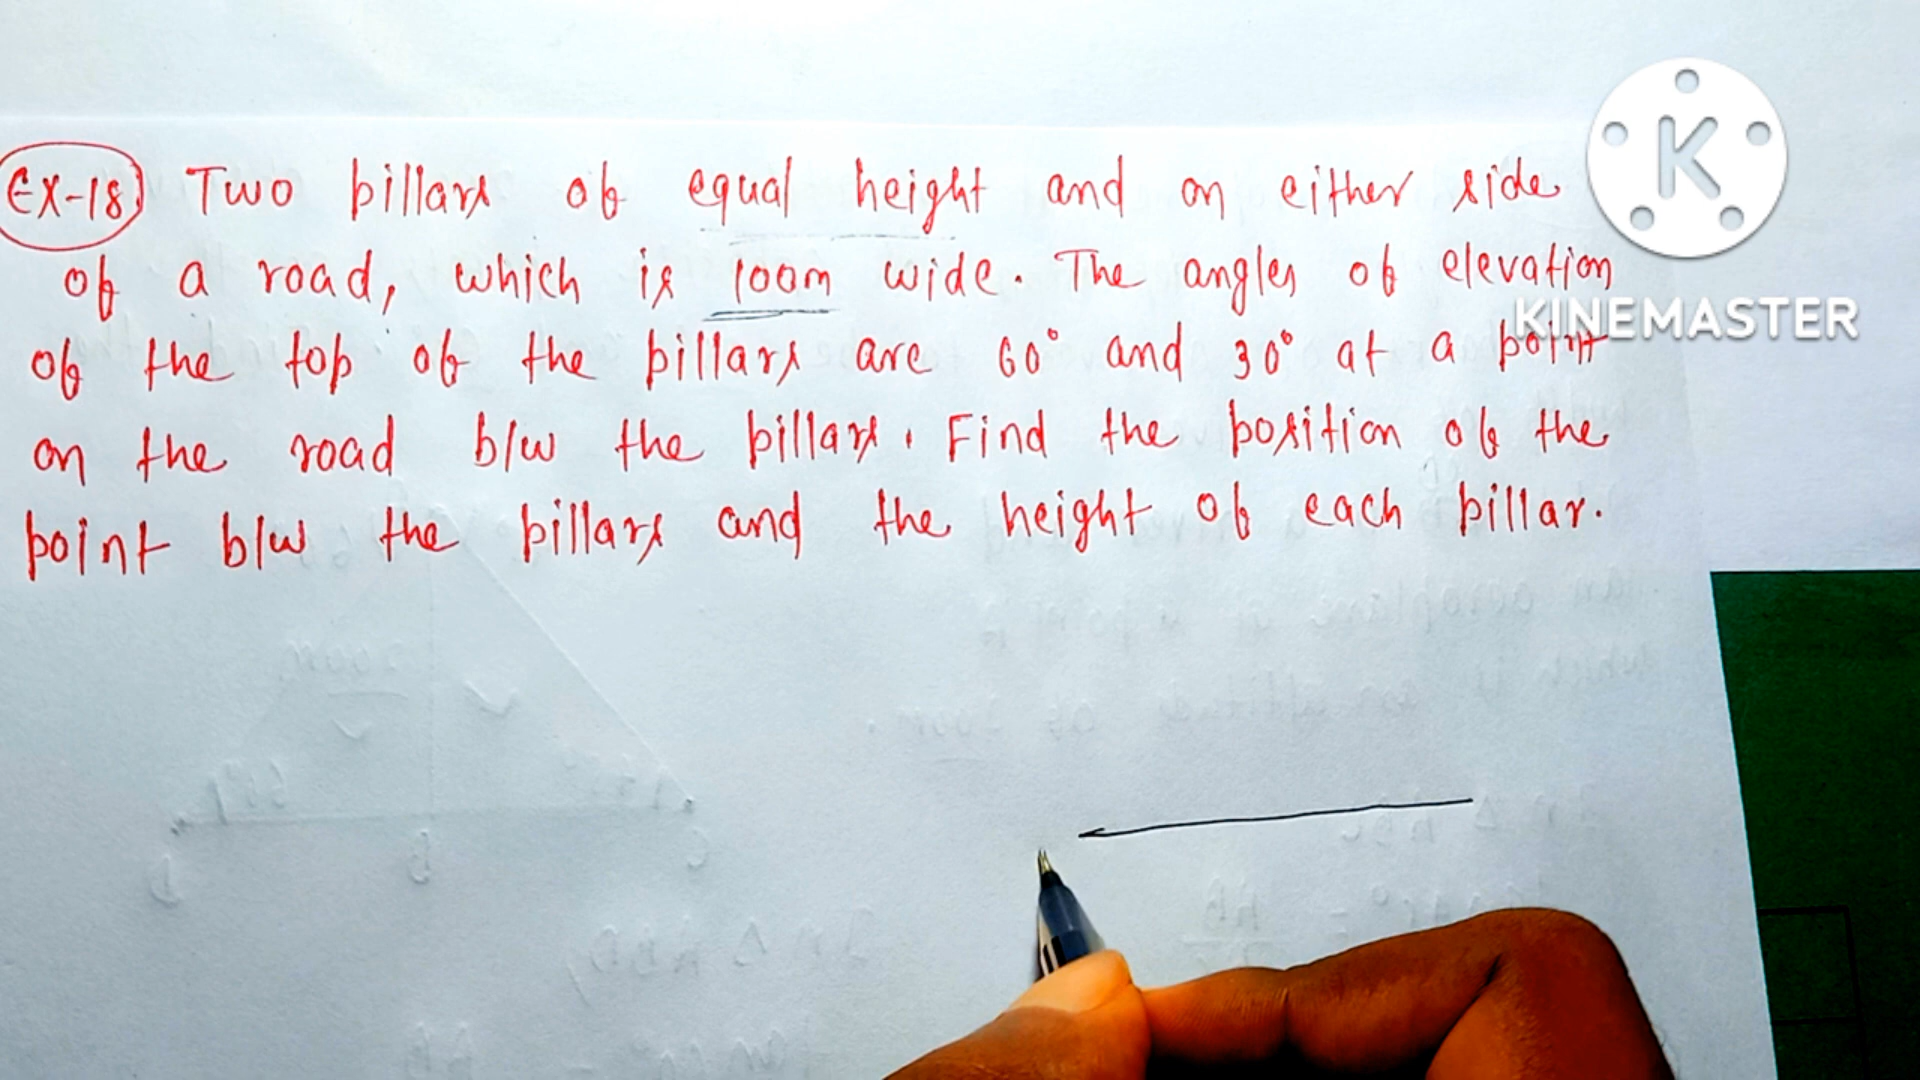 Ex-18) Two pillars of equal height and on either side
of a road, which is 100m wide. The angles of elevation
of the top of the pillars are 60° and 30° at a point
on the road b/w the pillars. Find the position of the
point b/w the pillars and the height of each pillar.
K
KINEMASTER